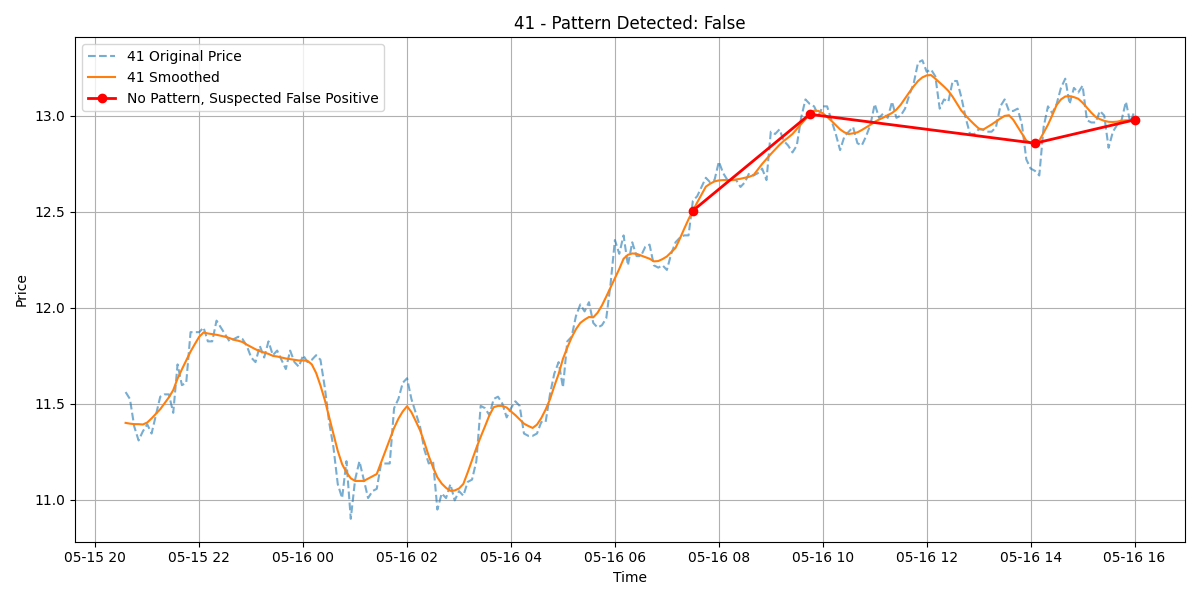 41 - Pattern Detected: False
41 Original Price
41 Smoothed
No Pattern, Suspected False Positive
Price
13.0
12.5
12.0
11.5
11.0
05-15 20 05-15 22 05-16 00 05-16 02 05-16 04 05-16 06 05-16 08 05-16 10 05-16 12 05-16 14 05-16 16
Time